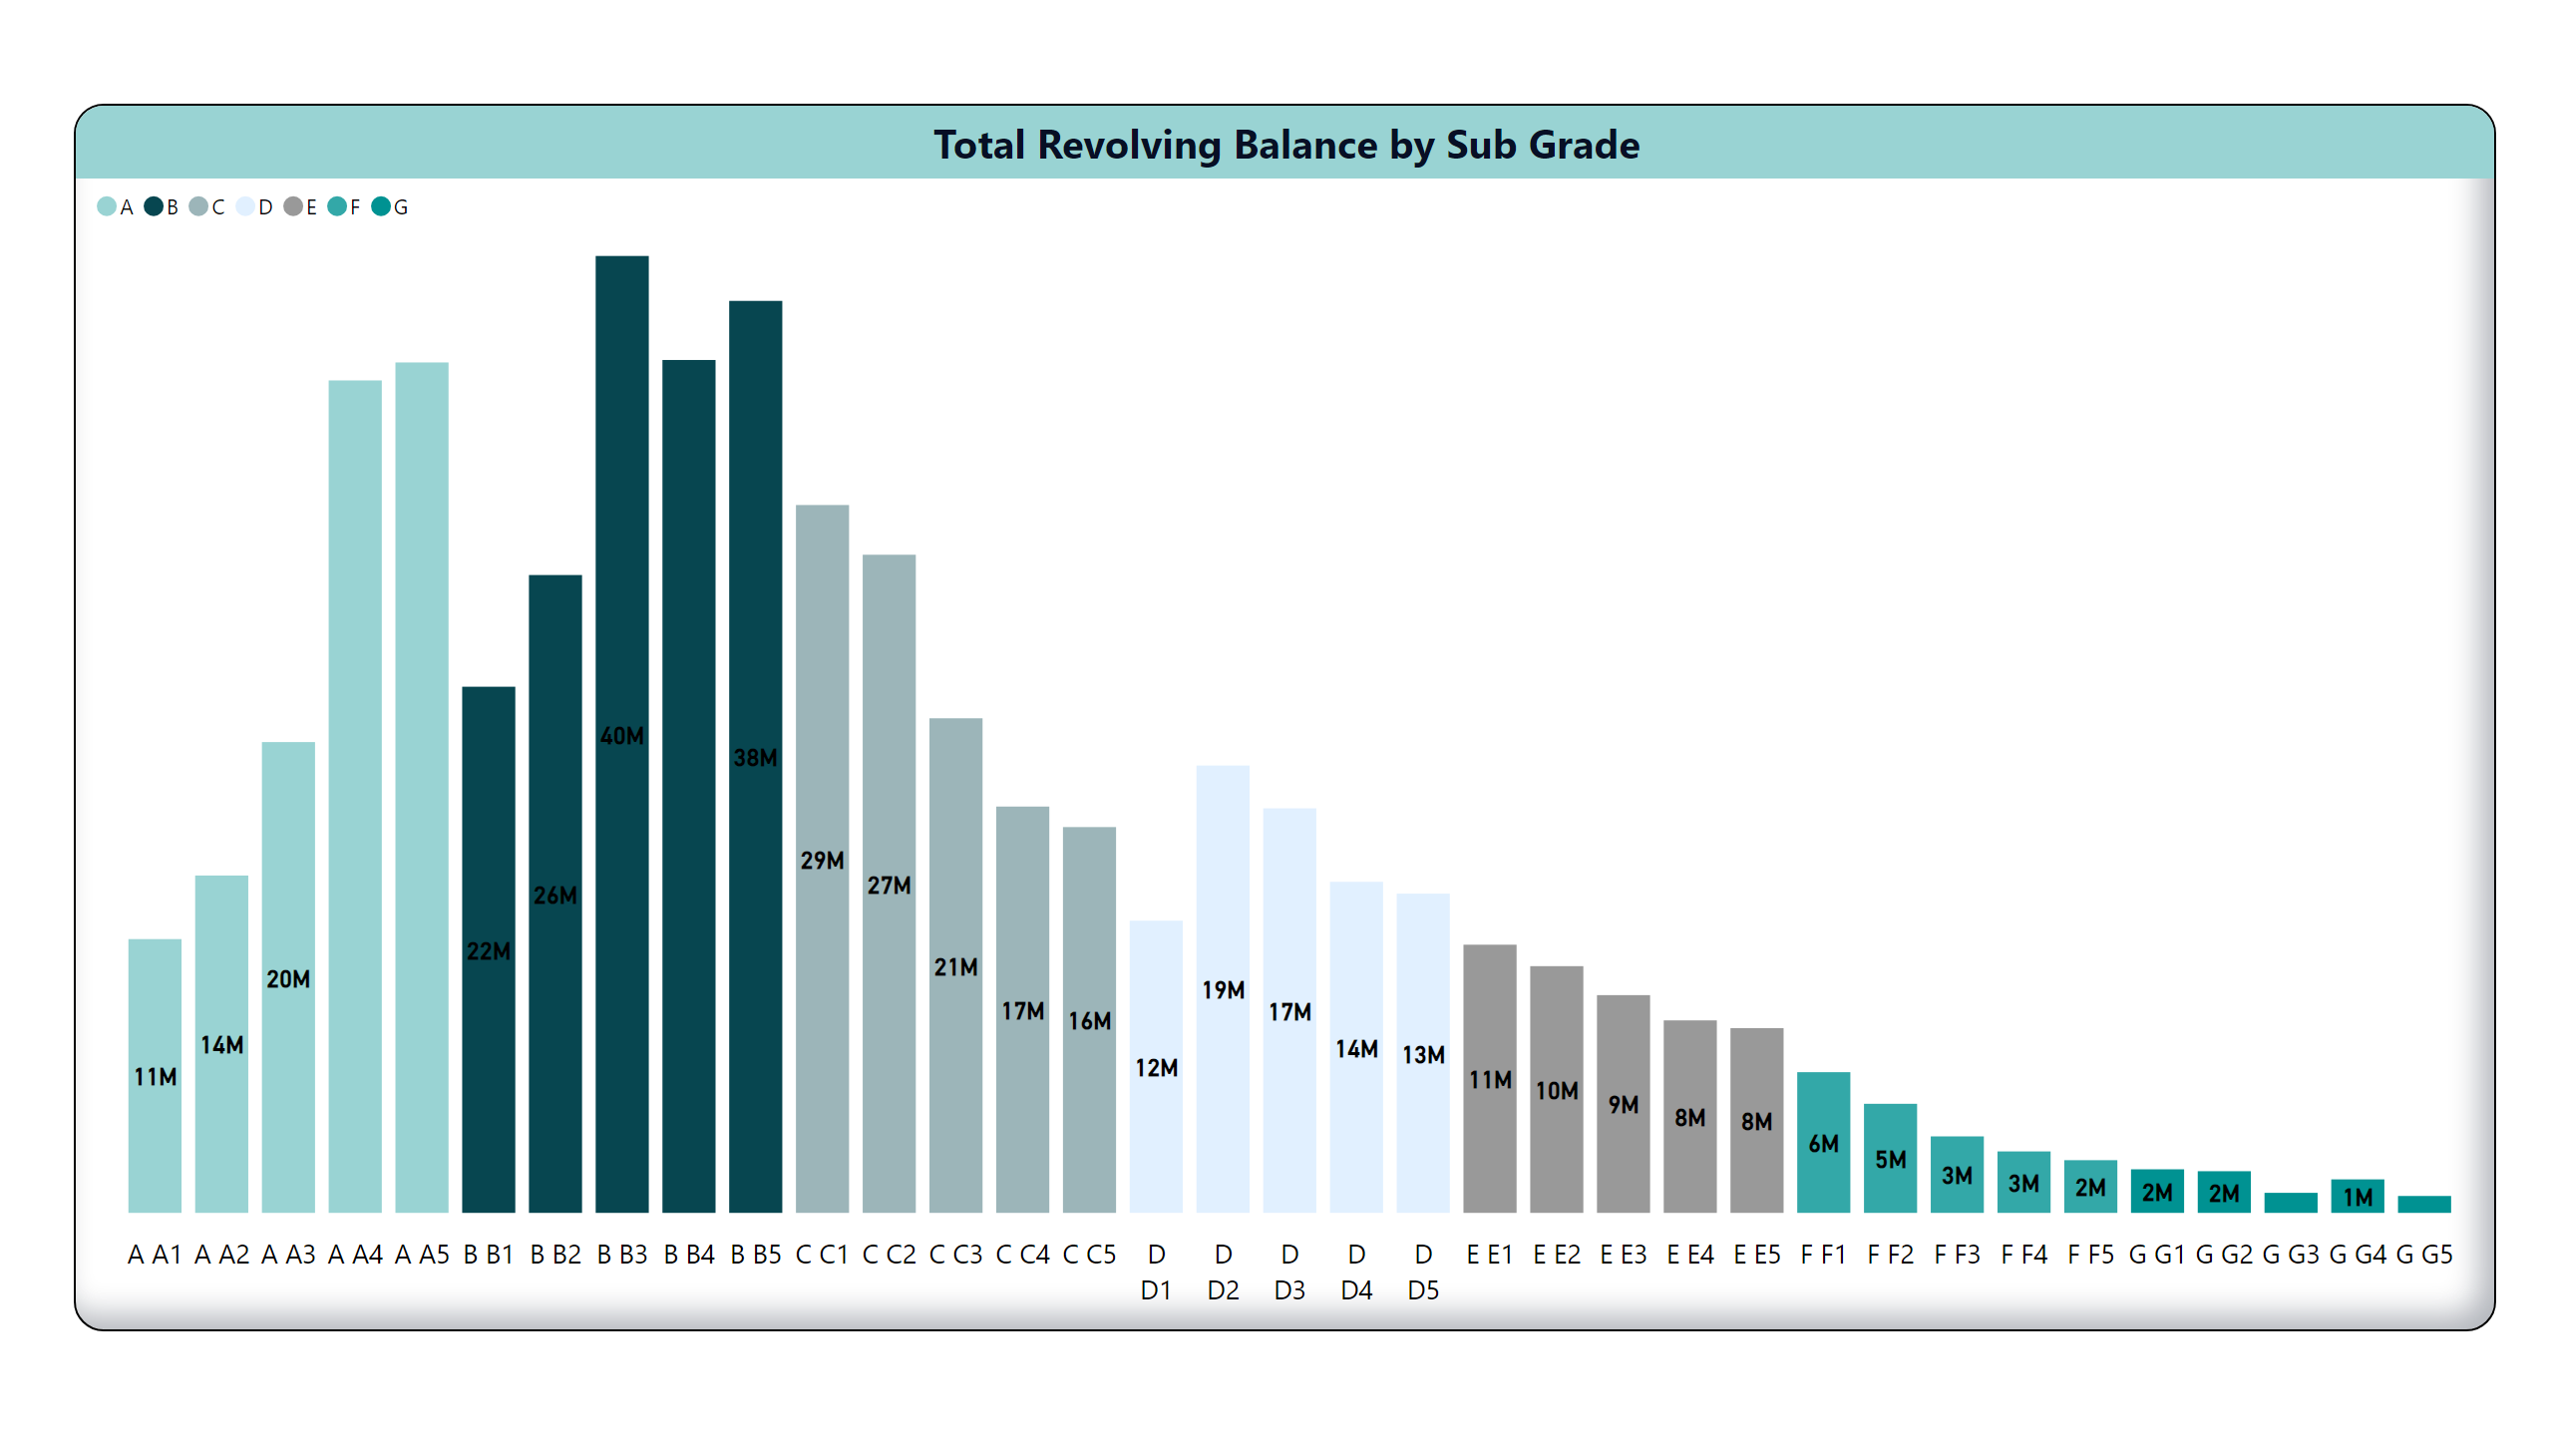 Total Revolving Balance by Sub Grade
A B C D E F G
40M
38M
29M
27M
26M
22M
21M
20M
19M
17M
17M
16M
14M
14M
13M
12M
11M
11M
10M
9M
8M
8M
6M
5M
3M
3M
2M
2M
2M
1M
A A1 A A2 A A3 A A4 A A5 B B1 B B2 B B3 B B4 B B5 C C1 C C2 C C3 C C4 C C5 D D D D D E E1 E E2 E E3 E E4 E E5 F F1 F F2 F F3 F F4 F F5 G G1 G G2 G G3 G G4 G G5
D1 D2 D3 D4 D5